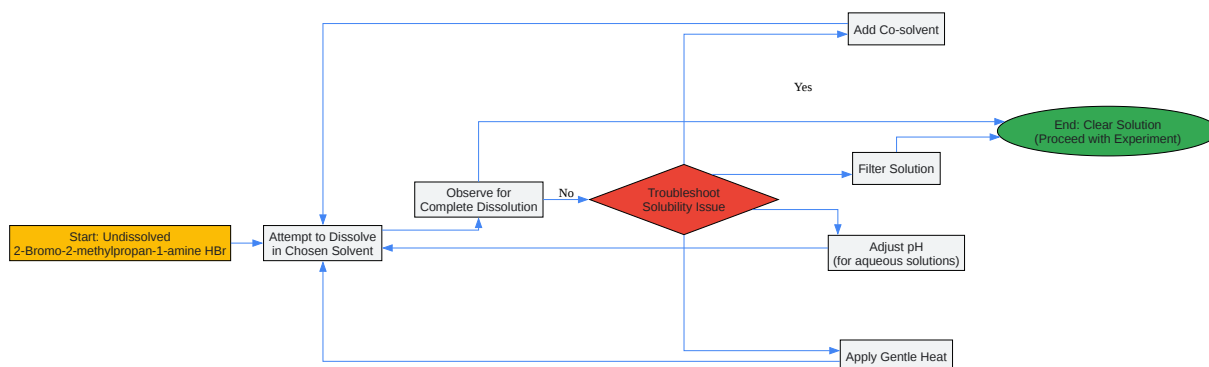 Start: Undissolved
2-Bromo-2-methylpropan-1-amine HBr
Attempt to Dissolve
in Chosen Solvent
Observe for
Complete Dissolution
No
Troubleshoot
Solubility Issue
Add Co-solvent
Yes
End: Clear Solution
(Proceed with Experiment)
Filter Solution
Adjust pH
(for aqueous solutions)
Apply Gentle Heat